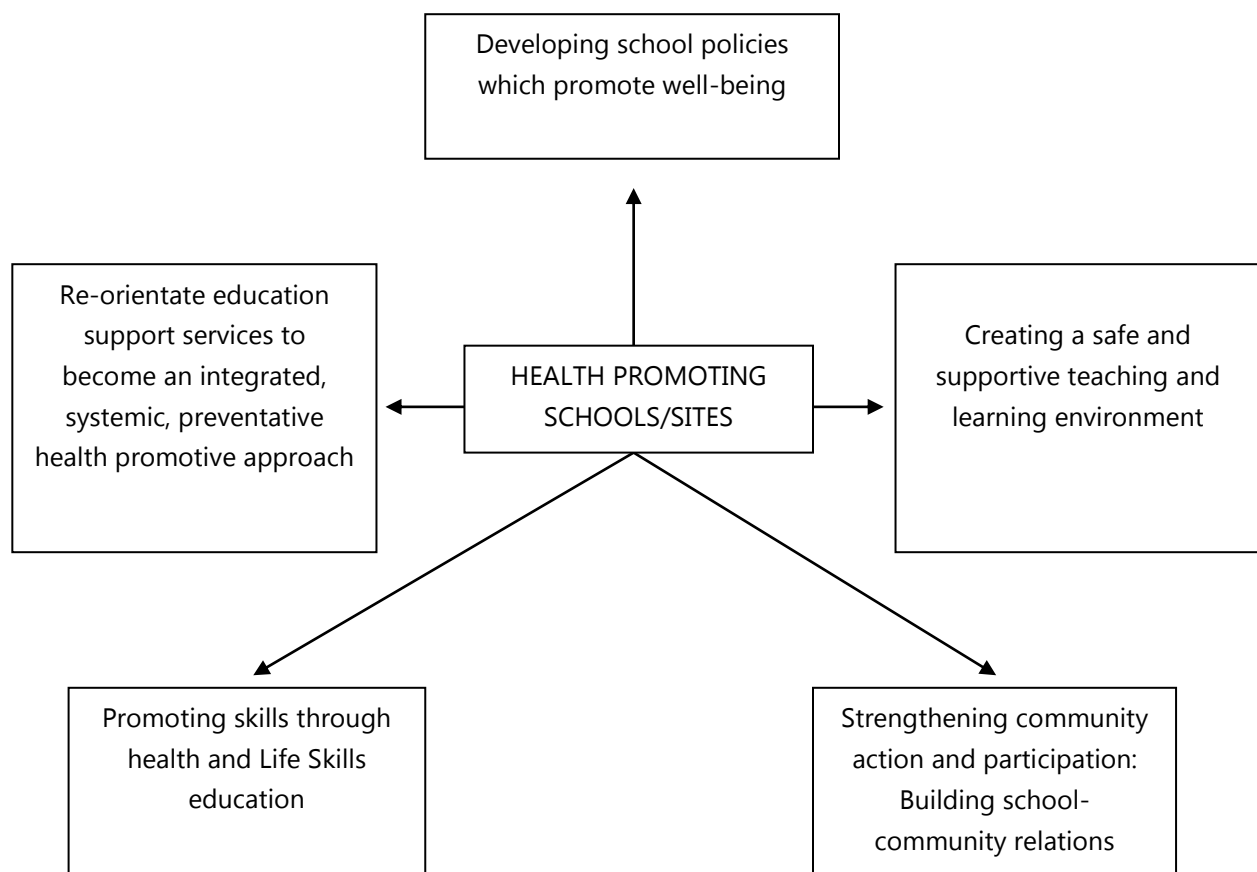 Developing school policies
which promote well-being
Re-orientate education
support services to
become an integrated,
systemic, preventative
health promotive approach
HEALTH PROMOTING
SCHOOLS/SITES
Creating a safe and
supportive teaching and
learning environment
Promoting skills through
health and Life Skills
education
Strengthening community
action and participation:
Building school-
community relations